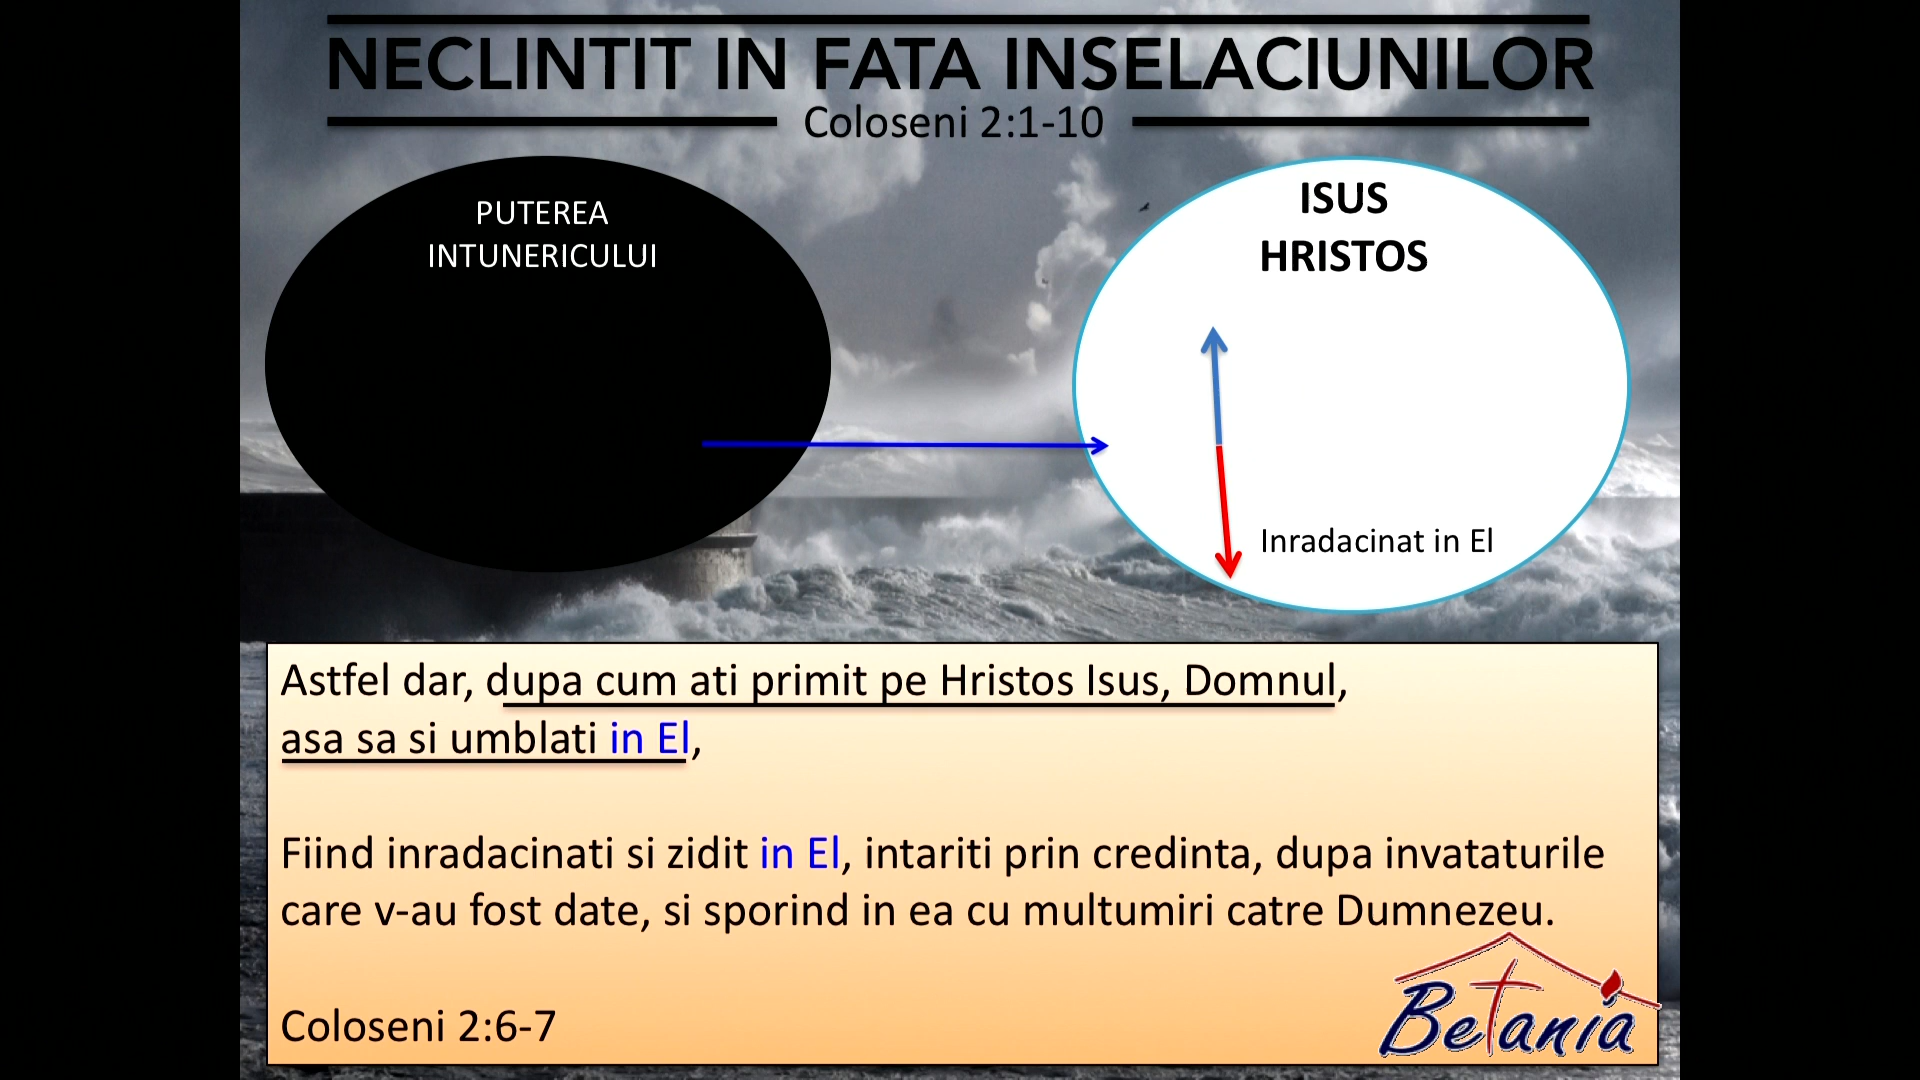 NECLINTIT IN FATA INSELACIUNILOR
Coloseni 2:1-10
PUTEREA
INTUNERICULUI
ISUS
HRISTOS
Inradacinat in El
Astfel dar, dupa cum ati primit pe Hristos Isus, Domnul,
asa sa si umblati in El,
Fiind inradacinati si zidit in El, intariti prin credinta, dupa invataturile
care v-au fost date, si sporind in ea cu multumiri catre Dumnezeu.
Coloseni 2:6-7
Betania